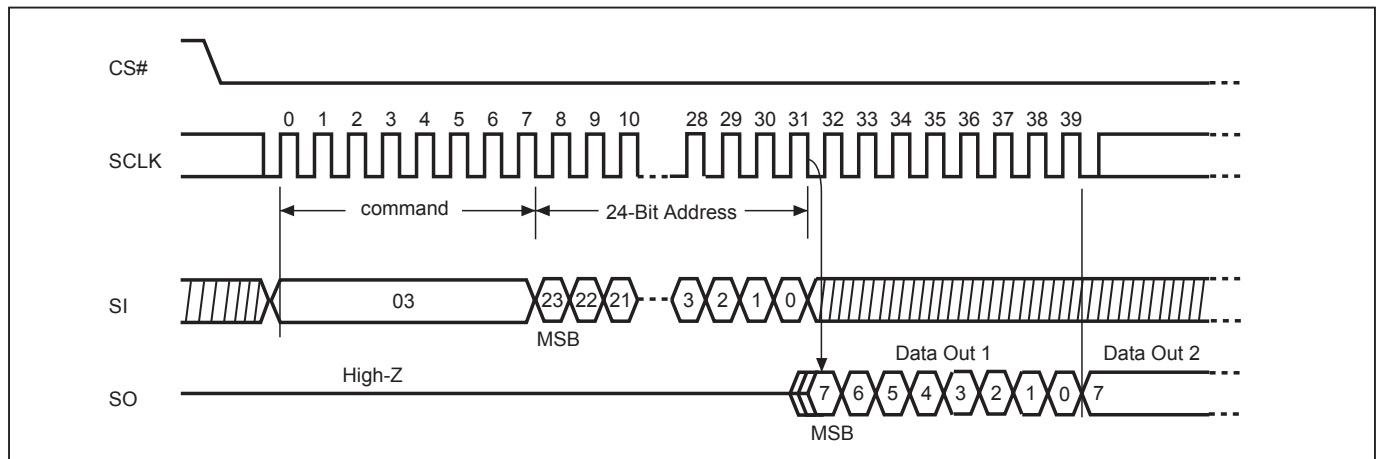 CS#
0 1 2 3 4 5 6 7 8 9 10 28 29 30 31 32 33 34 35 36 37 38 39
SCLK
command 24-Bit Address
SI 03 23 22 21 3 2 1 0
MSB Data Out 1 Data Out 2
High-Z
SO 7 6 5 4 3 2 1 0 7
MSB